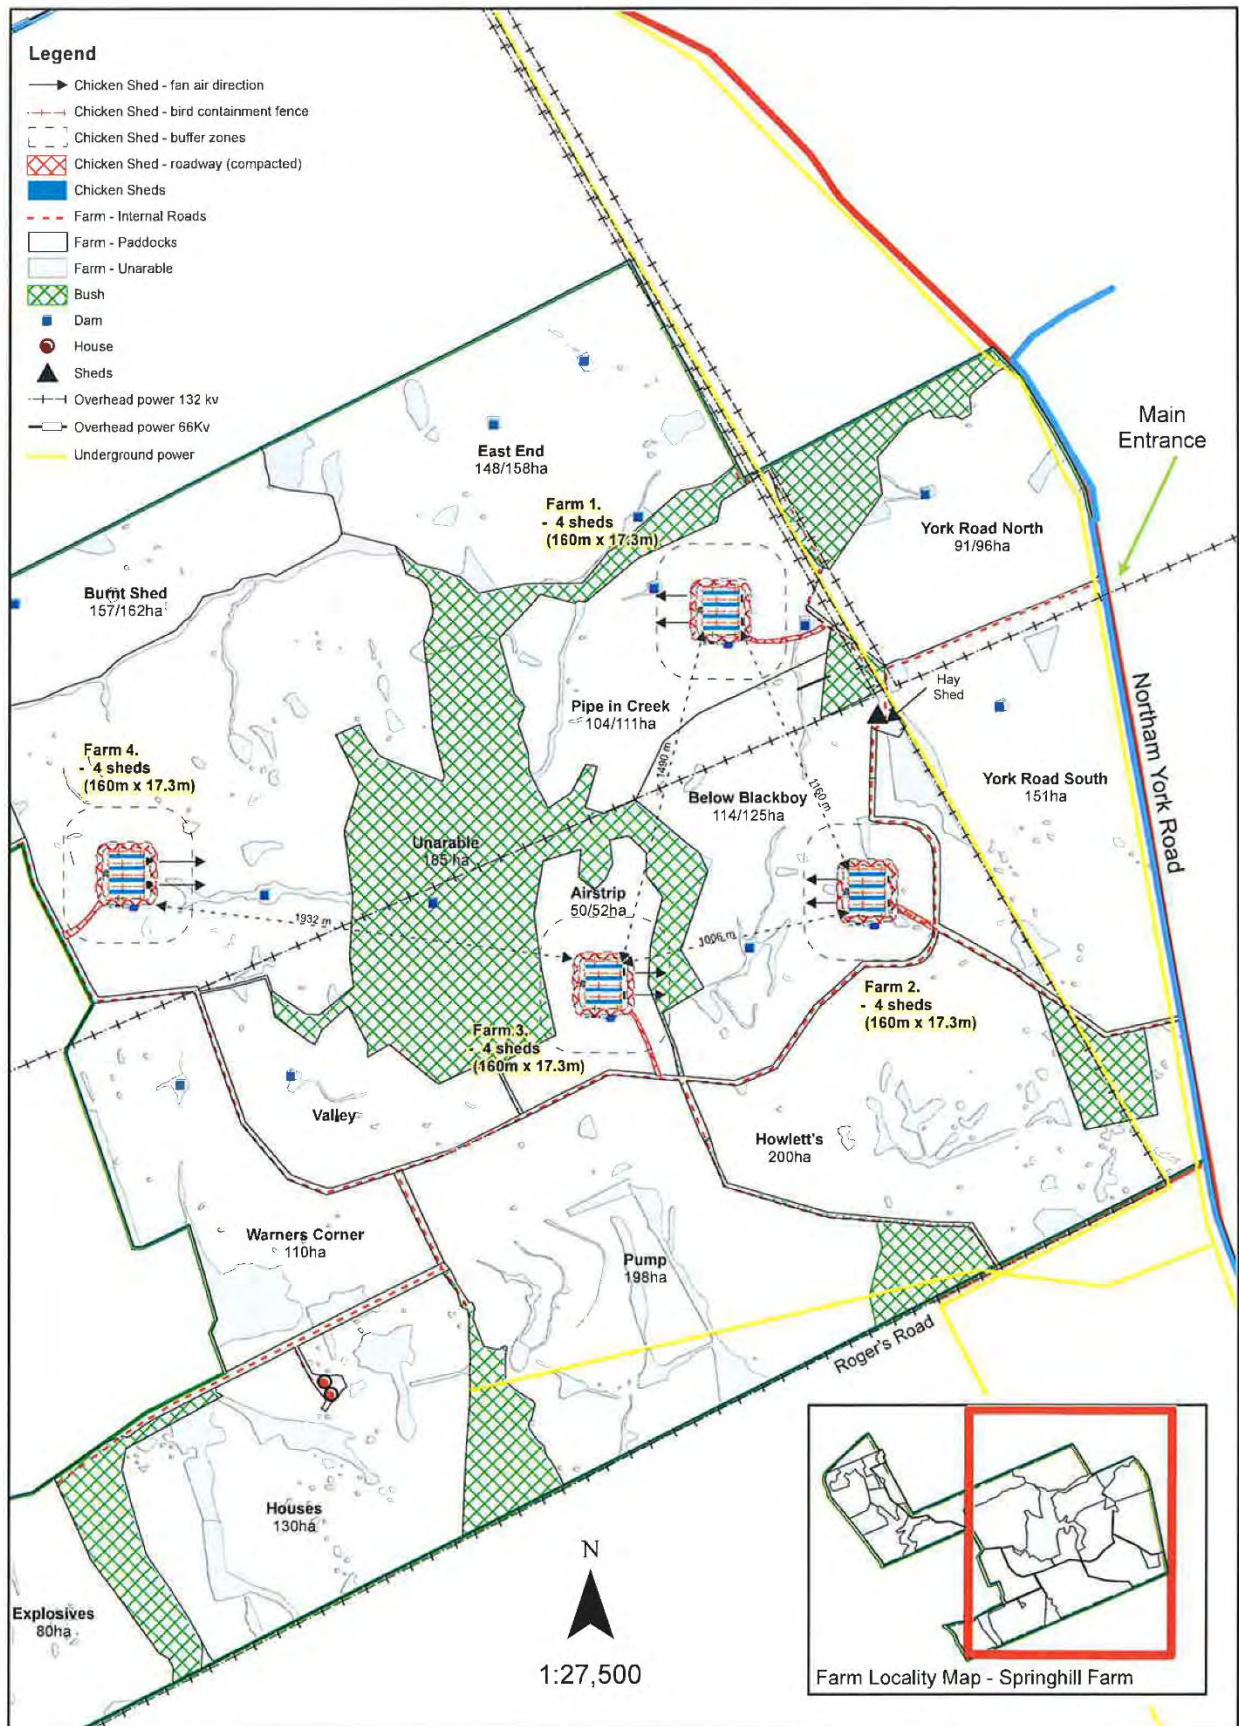 Legend
Chicken Shed - fan air direction
Chicken Shed - bird containment fence
Chicken Shed - buffer zones
Chicken Shed - roadway (compacted)
Chicken Sheds
Farm - Internal Roads
Farm - Paddocks
Farm - Unarable
Bush
Dam
House
Sheds
Overhead power 132 kv
Overhead power 66Kv
Underground power
Main
Entrance
East End
148/158ha
Farm 1.
- 4 sheds
(160m x 17.3m)
York Road North
91/96ha
Burnt Shed
157/162ha
Hay
Shed
Pipe in Creek
104/111ha
Northam York Road
Farm 4.
- 4 sheds
(160m x 17.3m)
1490 m
1160 m
York Road South
151ha
Below Blackboy
114/125ha
Unarable
185 ha
Airstrip
50/52ha
1932 m
1006 m
Farm 2.
- 4 sheds
(160m x 17.3m)
Farm 3.
- 4 sheds
(160m x 17.3m)
Valley
Howlett's
200ha
Warners Corner
110ha
Pump
198ha
Roger's Road
Houses
130ha
Explosives
80ha
N
1:27,500
Farm Locality Map - Springhill Farm